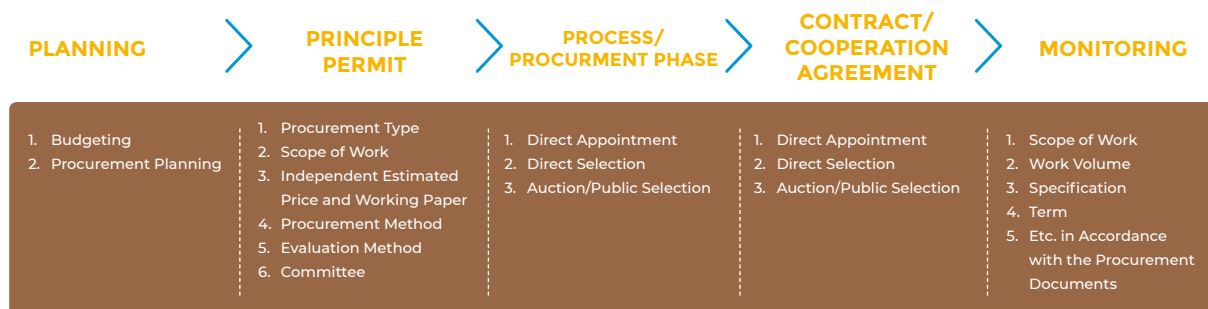 PLANNING
PRINCIPLE
PERMIT
PROCESS/
PROCURMENT PHASE
CONTRACT/
COOPERATION
AGREEMENT
MONITORING
1. Budgeting
2. Procurement Planning
1. Procurement Type
2. Scope of Work
3. Independent Estimated
Price and Working Paper
4. Procurement Method
5. Evaluation Method
6. Committee
1. Direct Appointment
2. Direct Selection
3. Auction/Public Selection
1. Direct Appointment
2. Direct Selection
3. Auction/Public Selection
1. Scope of Work
2. Work Volume
3. Specification
4. Term
5. Etc. in Accordance
with the Procurement
Documents